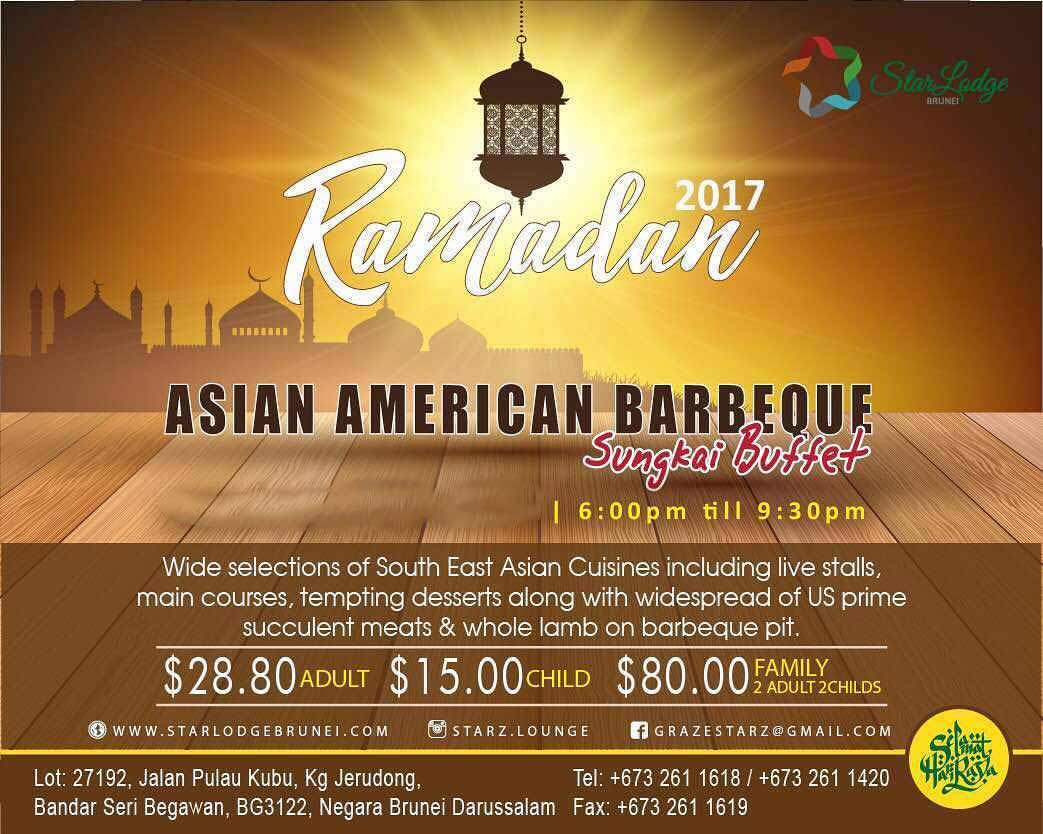 StarLodge
BRUNEI
2017
Ramadan
ASIAN AMERICAN BARBEQUE
Sungkai Buffet
| 6:00pm till 9:30pm
Wide selections of South East Asian Cuisines including live stalls,
main courses, tempting desserts along with widespread of US prime
succulent meats & whole lamb on barbeque pit.
$28.80 ADULT $15.00 CHILD $80.00 FAMILY
2 ADULT 2CHILDS
WWW.STARLODGEBRUNEI.COM STARZ.LOUNGE GRAZESTARZ@GMAIL.COM
Selamat
Hari Raya
Lot: 27192, Jalan Pulau Kubu, Kg Jerudong,
Bandar Seri Begawan, BG3122, Negara Brunei Darussalam
Tel: +673 261 1618 / +673 261 1420
Fax: +673 261 1619